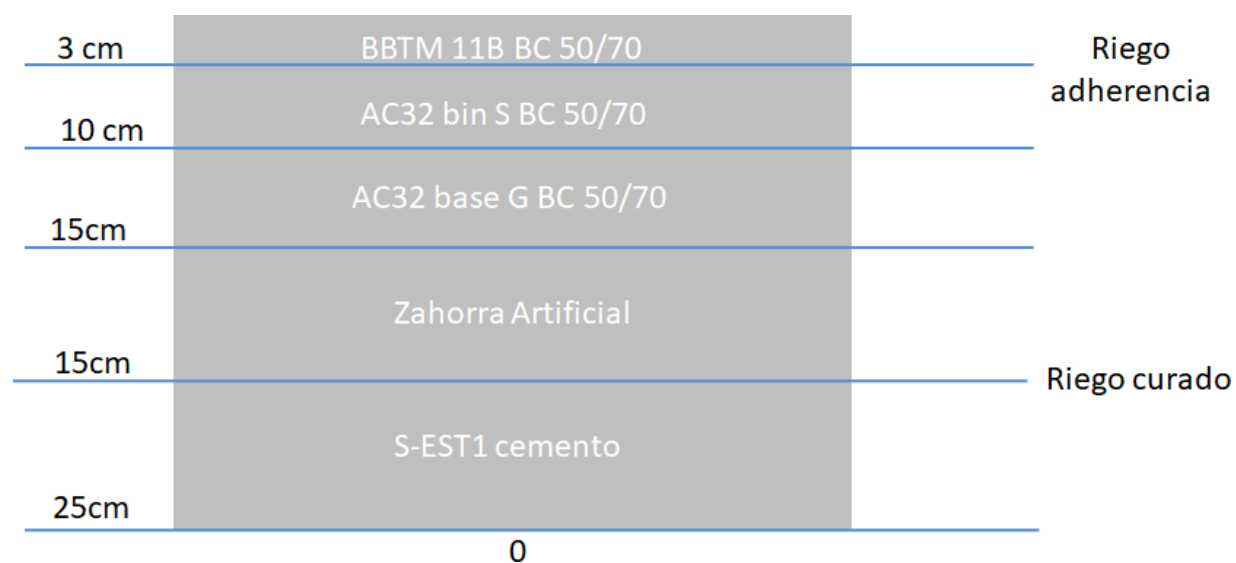 3 cm
BBTM 11B BC 50/70
Riego
adherencia
10 cm
AC32 bin S BC 50/70
AC32 base G BC 50/70
15cm
Zahorra Artificial
15cm
Riego curado
S-EST1 cemento
25cm
0